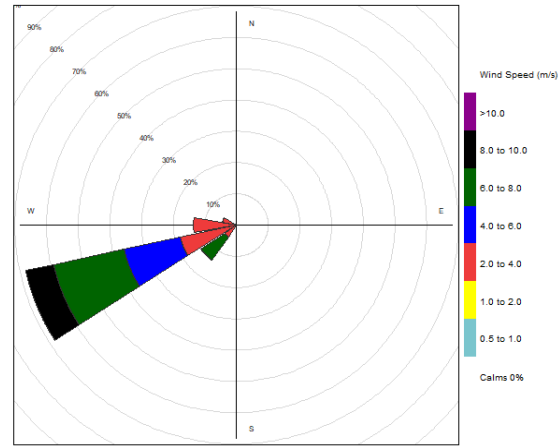 N
90%
80%
70%
60%
50%
40%
30%
20%
10%
W
E
S
Wind Speed (m/s)
>10.0
8.0 to 10.0
6.0 to 8.0
4.0 to 6.0
2.0 to 4.0
1.0 to 2.0
0.5 to 1.0
Calms 0%